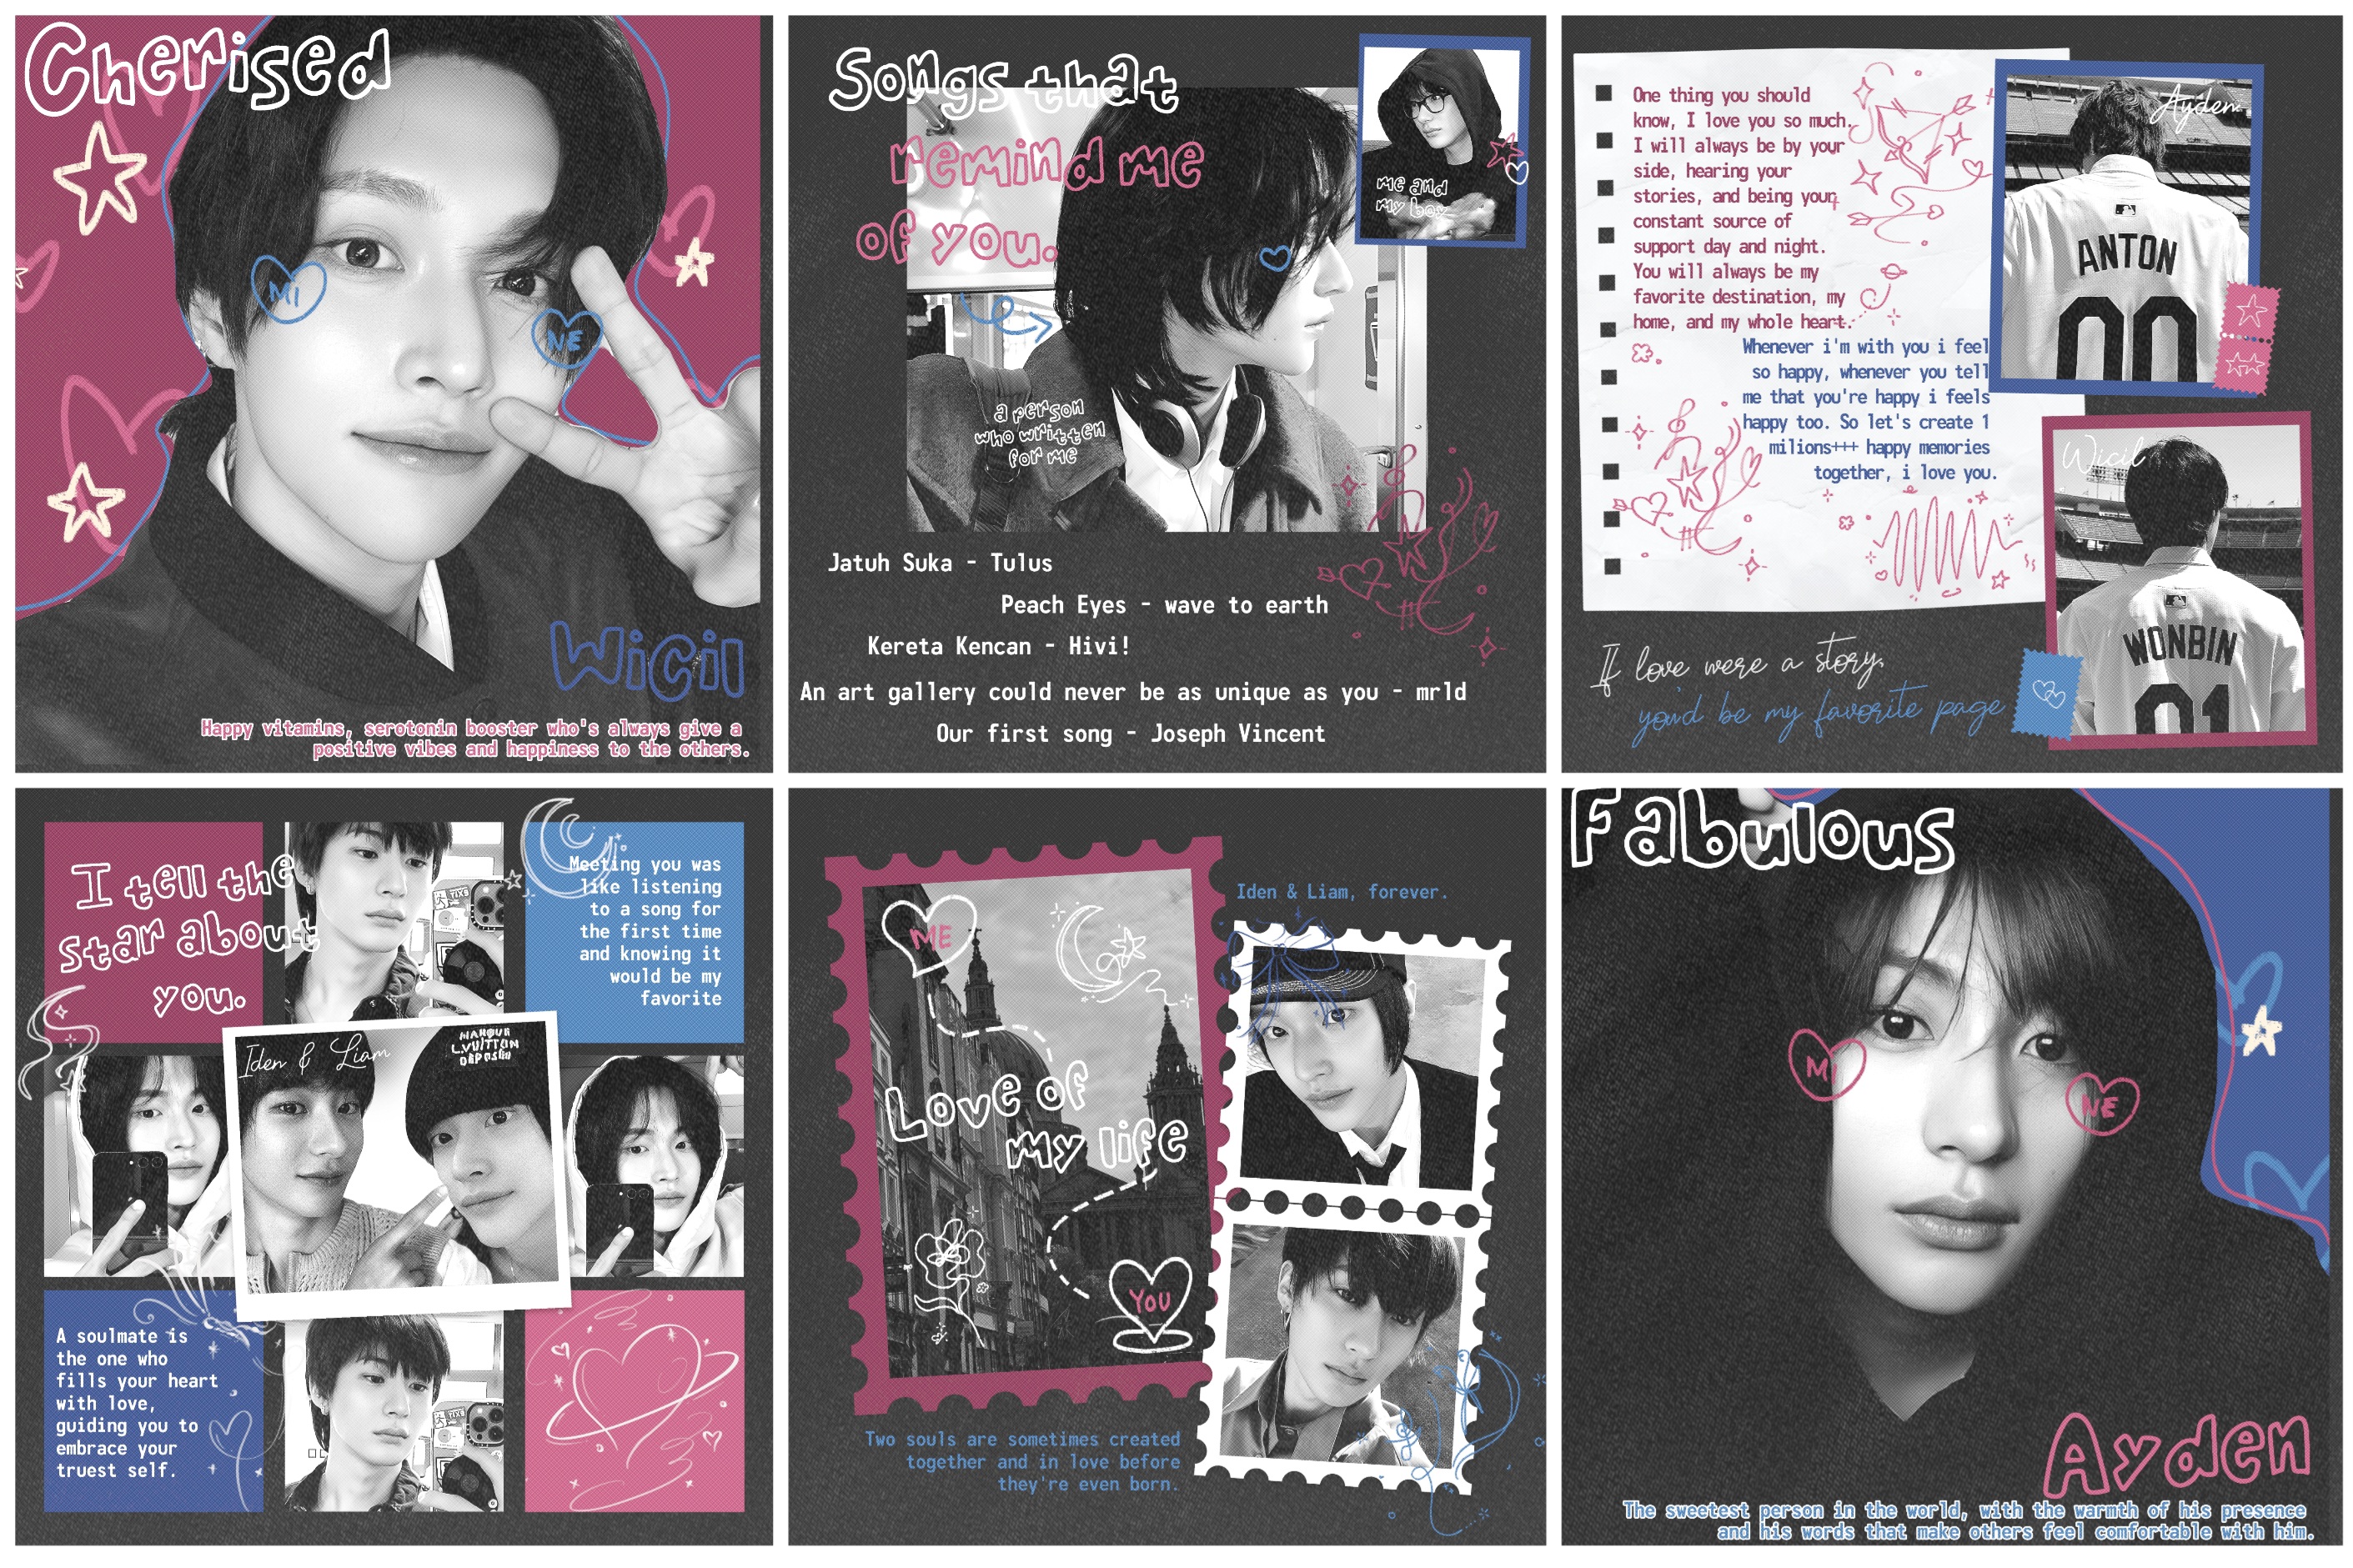 Cherised
MI
NE
Wicil
Happy vitamins, serotonin booster who's always give a
positive vibes and happiness to the others.
Songs that
remind me
of you.
me and
my boy
a person
who written
for me
Jatuh Suka - Tulus
Peach Eyes - wave to earth
Kereta Kencan - Hivi!
An art gallery could never be as unique as you - mrld
Our first song - Joseph Vincent
One thing you should
know, I love you so much.
I will always be by your
side, hearing your
stories, and being your
constant source of
support day and night.
You will always be my
favorite destination, my
home, and my whole heart.
Whenever i'm with you i feel
so happy, whenever you tell
me that you're happy i feels
happy too. So let's create 1
milions+++ happy memories
together, i love you.
Ayden
ANTON
00
Wicil
WONBIN
01
If love were a story,
you'd be my favorite page
I tell the
star about
you.
Meeting you was
like listening
to a song for
the first time
and knowing it
would be my
favorite
Iden & Liam
A soulmate is
the one who
fills your heart
with love,
guiding you to
embrace your
truest self.
ME
Love of
my life
YOU
Iden & Liam, forever.
Two souls are sometimes created
together and in love before
they're even born.
Fabulous
MI
NE
Ayden
The sweetest person in the world, with the warmth of his presence
and his words that make others feel comfortable with him.